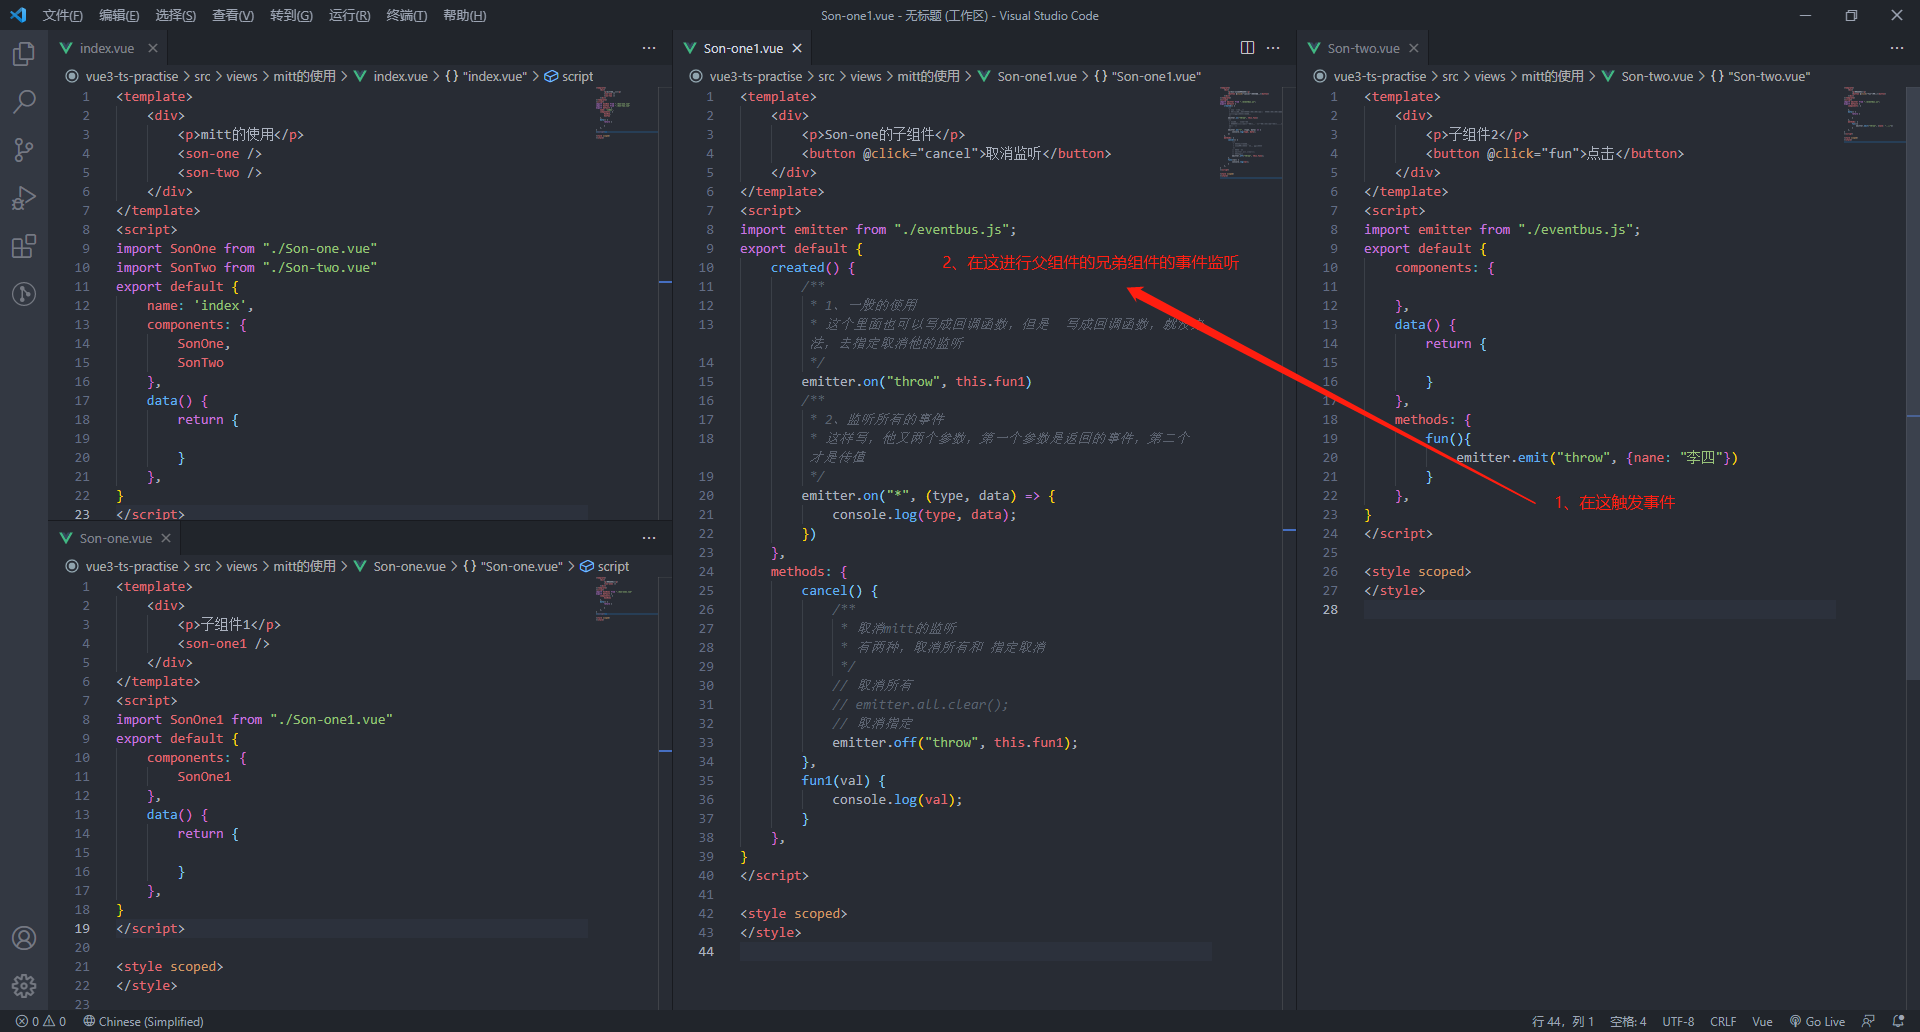 文件(F) 编辑(E) 选择(S) 查看(V) 转到(G) 运行(R) 终端(T) 帮助(H)
Son-one1.vue - 无标题 (工作区) - Visual Studio Code
index.vue
vue3-ts-practise > src > views > mitt的使用 > index.vue > {} "index.vue" > script
1 <template>
2 <div>
3 <p>mitt的使用</p>
4 <son-one />
5 <son-two />
6 </div>
7 </template>
8 <script>
9 import SonOne from "./Son-one.vue"
10 import SonTwo from "./Son-two.vue"
11 export default {
12 name: 'index',
13 components: {
14 SonOne,
15 SonTwo
16 },
17 data() {
18 return {
19
20 }
21 },
22 }
23 </script>
Son-one.vue
vue3-ts-practise > src > views > mitt的使用 > Son-one.vue > {} "Son-one.vue" > script
1 <template>
2 <div>
3 <p>子组件1</p>
4 <son-one1 />
5 </div>
6 </template>
7 <script>
8 import SonOne1 from "./Son-one1.vue"
9 export default {
10 components: {
11 SonOne1
12 },
13 data() {
14 return {
15
16 }
17 },
18 }
19 </script>
20
21 <style scoped>
22 </style>
23
Son-one1.vue
vue3-ts-practise > src > views > mitt的使用 > Son-one1.vue > {} "Son-one1.vue"
1 <template>
2 <div>
3 <p>Son-one的子组件</p>
4 <button @click="cancel">取消监听</button>
5 </div>
6 </template>
7 <script>
8 import emitter from "./eventbus.js";
9 export default {
10 created() {
2、在这进行父组件的兄弟组件的事件监听
11 /**
12 * 1、一般的使用
13 * 这个里面也可以写成回调函数, 但是 写成回调函数, 就没办
法, 去指定取消他的监听
14 */
15 emitter.on("throw", this.fun1)
16 /**
17 * 2、监听所有的事件
18 * 这样写, 他又两个参数, 第一个参数是返回的事件, 第二个
才是传值
19 */
20 emitter.on("*", (type, data) => {
21 console.log(type, data);
22 })
23 },
24 methods: {
25 cancel() {
26 /**
27 * 取消mitt的监听
28 * 有两种, 取消所有和 指定取消
29 */
30 // 取消所有
31 // emitter.all.clear();
32 // 取消指定
33 emitter.off("throw", this.fun1);
34 },
35 fun1(val) {
36 console.log(val);
37 }
38 },
39 }
40 </script>
41
42 <style scoped>
43 </style>
44
Son-two.vue
vue3-ts-practise > src > views > mitt的使用 > Son-two.vue > {} "Son-two.vue"
1 <template>
2 <div>
3 <p>子组件2</p>
4 <button @click="fun">点击</button>
5 </div>
6 </template>
7 <script>
8 import emitter from "./eventbus.js";
9 export default {
10 components: {
11
12 },
13 data() {
14 return {
15
16 }
17 },
18 methods: {
19 fun(){
20 emitter.emit("throw", {nane: "李四"})
21 }
22 },
1、在这触发事件
23 }
24 </script>
25
26 <style scoped>
27 </style>
28
0 0 Chinese (Simplified)
行 44, 列 1 空格: 4 UTF-8 CRLF Vue Go Live